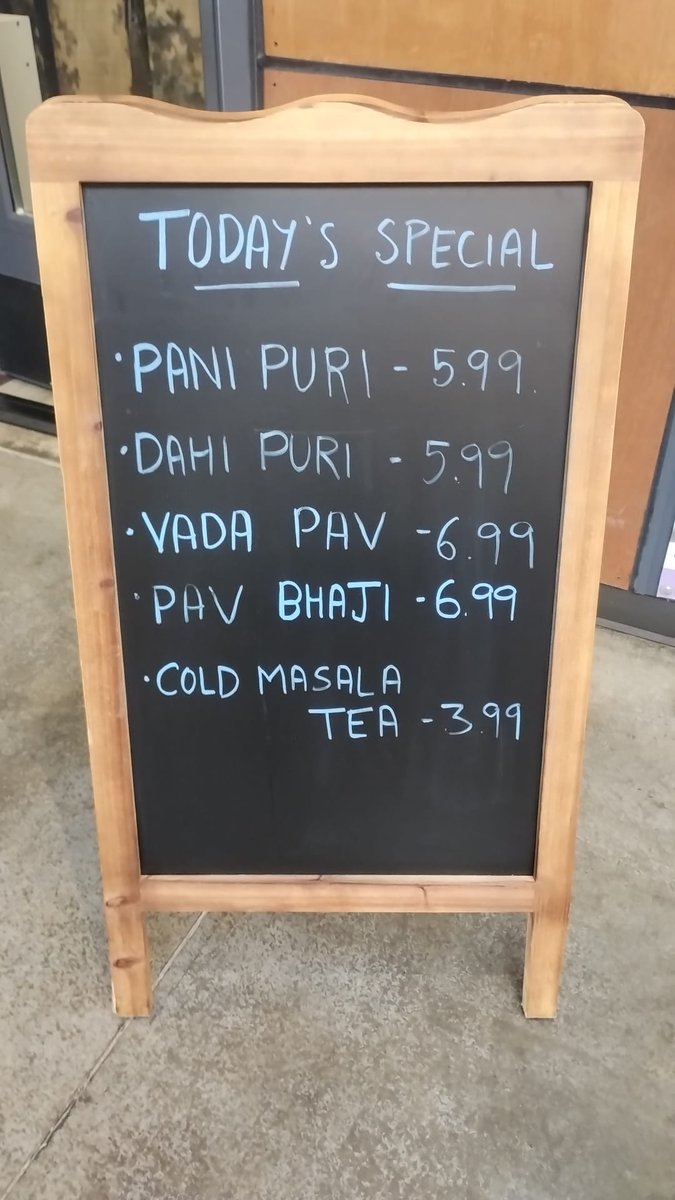 TODAY'S SPECIAL
• PANI PURI - 5.99.
• DAHI PURI - 5.99
• VADA PAV - 6.99
• PAV BHAJI - 6.99
• COLD MASALA
TEA - 3.99